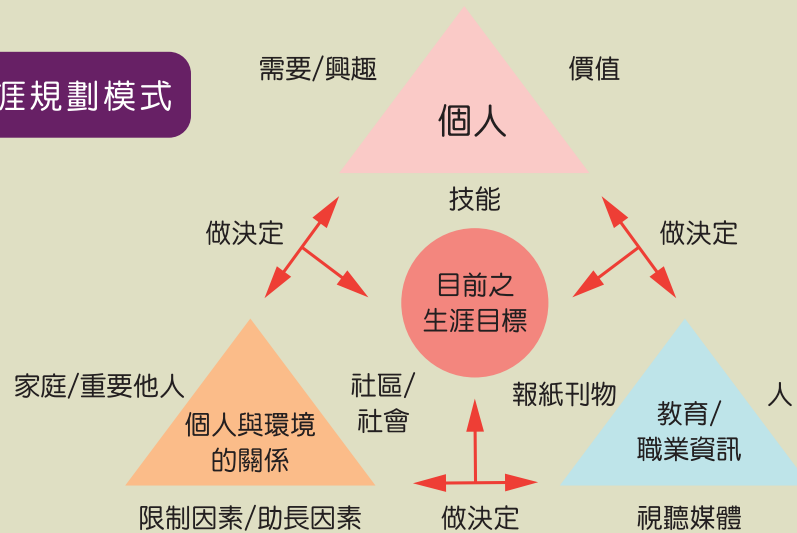 涯規劃模式
需要/興趣
價值
個人
技能
做決定
做決定
目前之
生涯目標
家庭/重要他人
個人與環境
的關係
社區/
社會
報紙刊物
教育/
職業資訊
人
限制因素/助長因素
做決定
視聽媒體